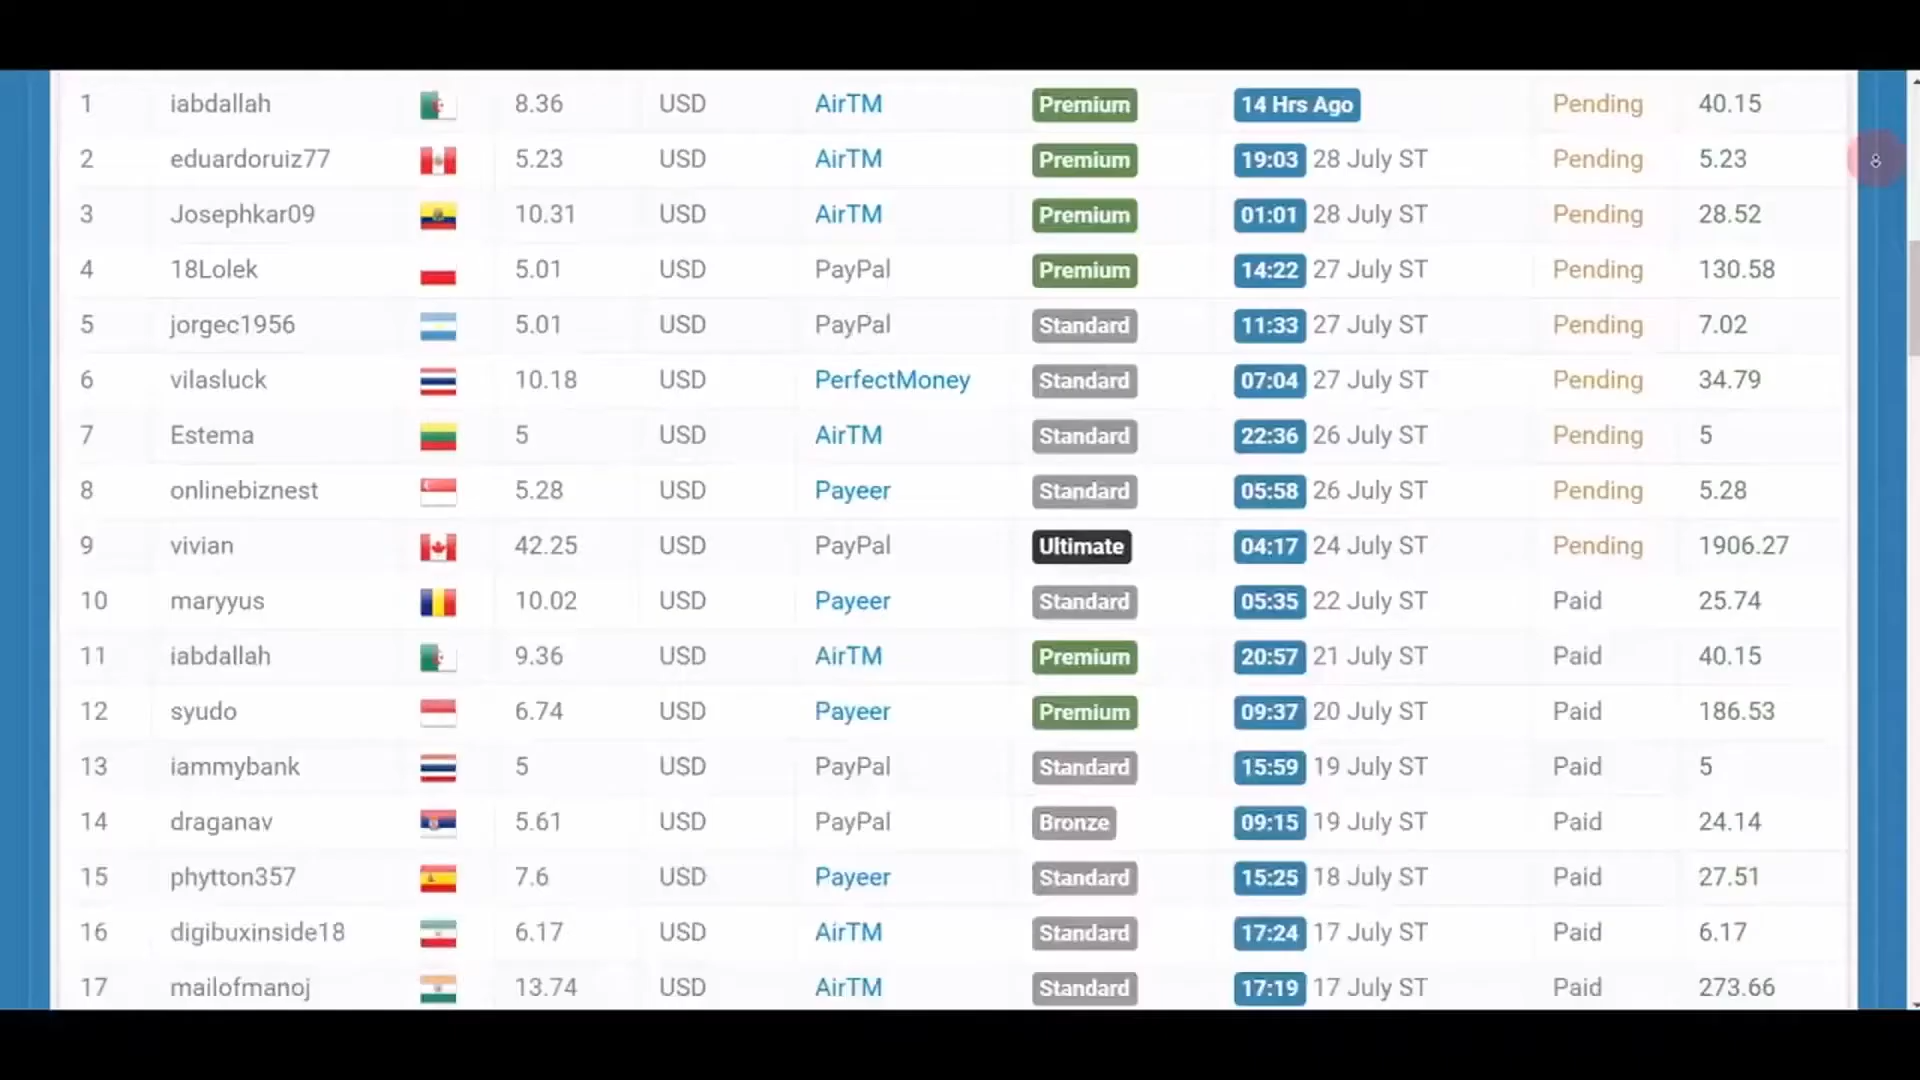 1 iabdallah 8.36 USD AirTM Premium 14 Hrs Ago Pending 40.15
2 eduardoruiz77 5.23 USD AirTM Premium 19:03 28 July ST Pending 5.23
3 Josephkar09 10.31 USD AirTM Premium 01:01 28 July ST Pending 28.52
4 18Lolek 5.01 USD PayPal Premium 14:22 27 July ST Pending 130.58
5 jorgec1956 5.01 USD PayPal Standard 11:33 27 July ST Pending 7.02
6 vilasluck 10.18 USD PerfectMoney Standard 07:04 27 July ST Pending 34.79
7 Estema 5 USD AirTM Standard 22:36 26 July ST Pending 5
8 onlinebiznest 5.28 USD Payeer Standard 05:58 26 July ST Pending 5.28
9 vivian 42.25 USD PayPal Ultimate 04:17 24 July ST Pending 1906.27
10 maryyus 10.02 USD Payeer Standard 05:35 22 July ST Paid 25.74
11 iabdallah 9.36 USD AirTM Premium 20:57 21 July ST Paid 40.15
12 syudo 6.74 USD Payeer Premium 09:37 20 July ST Paid 186.53
13 iammybank 5 USD PayPal Standard 15:59 19 July ST Paid 5
14 draganav 5.61 USD PayPal Bronze 09:15 19 July ST Paid 24.14
15 phytton357 7.6 USD Payeer Standard 15:25 18 July ST Paid 27.51
16 digibuxinside18 6.17 USD AirTM Standard 17:24 17 July ST Paid 6.17
17 mailofmanoj 13.74 USD AirTM Standard 17:19 17 July ST Paid 273.66